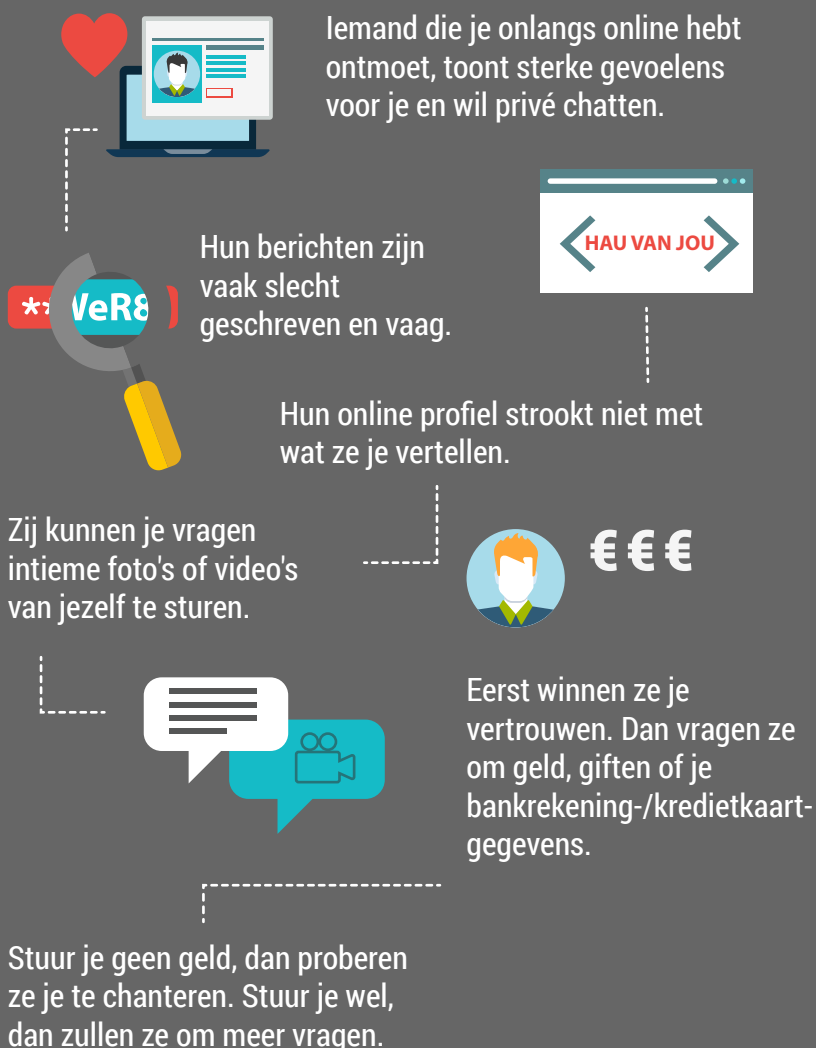 Iemand die je onlangs online hebt
ontmoet, toont sterke gevoelens
voor je en wil privé chatten.
HAU VAN JOU
Hun berichten zijn
vaak slecht
geschreven en vaag.
** WeR8
Hun online profiel strookt niet met
wat ze je vertellen.
Zij kunnen je vragen
intieme foto's of video's
van jezelf te sturen.
€ € €
Eerst winnen ze je
vertrouwen. Dan vragen ze
om geld, giften of je
bankrekening-/kredietkaart-
gegevens.
Stuur je geen geld, dan proberen
ze je te chanteren. Stuur je wel,
dan zullen ze om meer vragen.